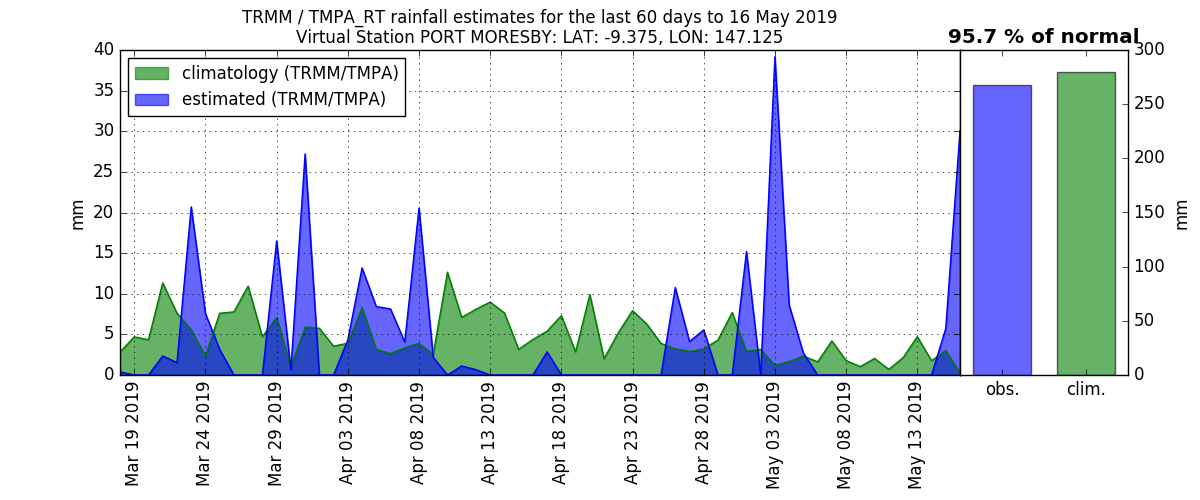 TRMM / TMPA_RT rainfall estimates for the last 60 days to 16 May 2019
Virtual Station PORT MORESBY: LAT: -9.375, LON: 147.125
95.7 % of normal
climatology (TRMM/TMPA)
estimated (TRMM/TMPA)
40
35
30
25
20
15
10
5
0
mm
300
250
200
150
100
50
0
mm
Mar 19 2019
Mar 24 2019
Mar 29 2019
Apr 03 2019
Apr 08 2019
Apr 13 2019
Apr 18 2019
Apr 23 2019
Apr 28 2019
May 03 2019
May 08 2019
May 13 2019
obs.
clim.